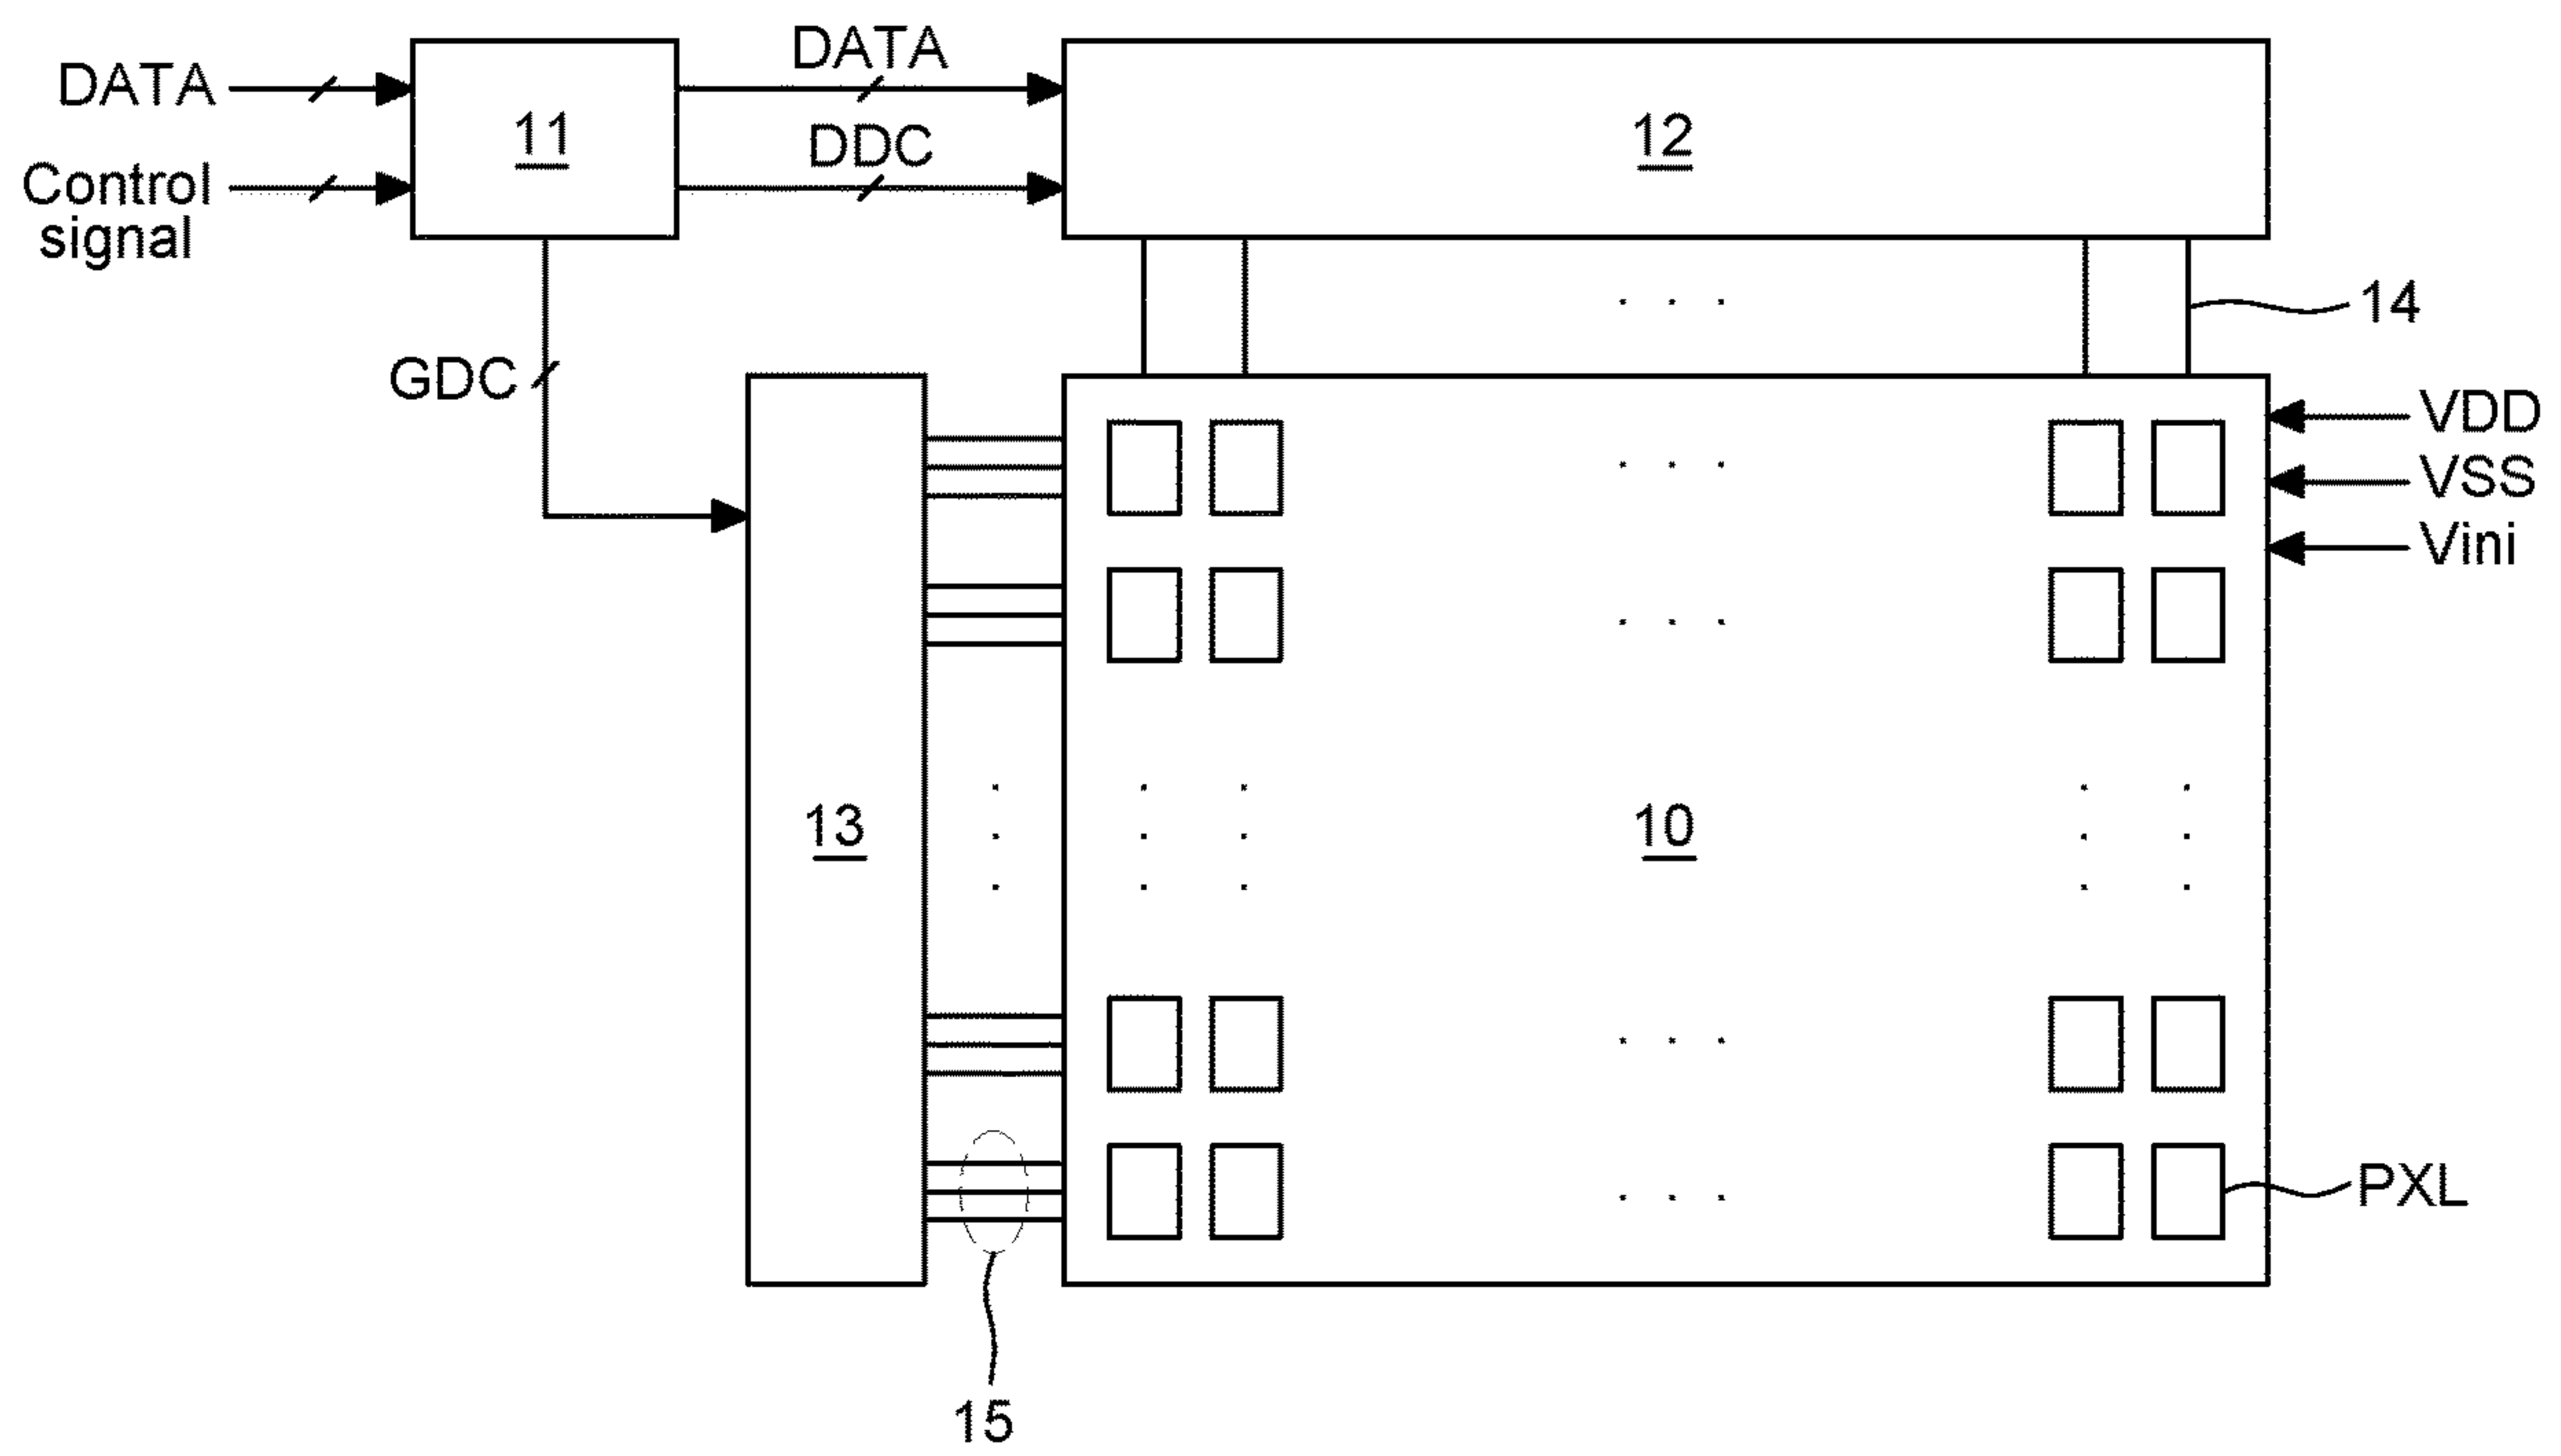 DATA
DATA
11
12
DDC
Control
signal
14
GDC
VDD
VSS
Vini
13
10
PXL
15